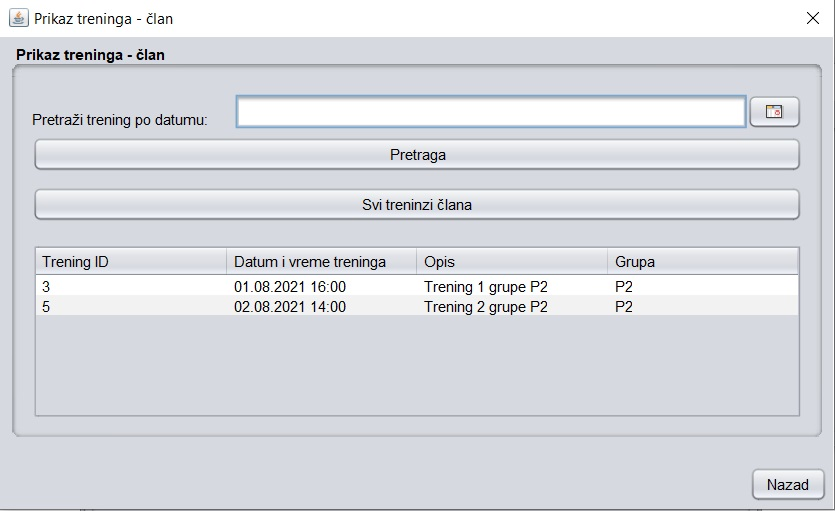 Prikaz treninga - član
Prikaz treninga - član
Pretraži trening po datumu:
Pretraga
Svi treninzi člana
Trening ID Datum i vreme treninga Opis Grupa
3 01.08.2021 16:00 Trening 1 grupe P2 P2
5 02.08.2021 14:00 Trening 2 grupe P2 P2
Nazad